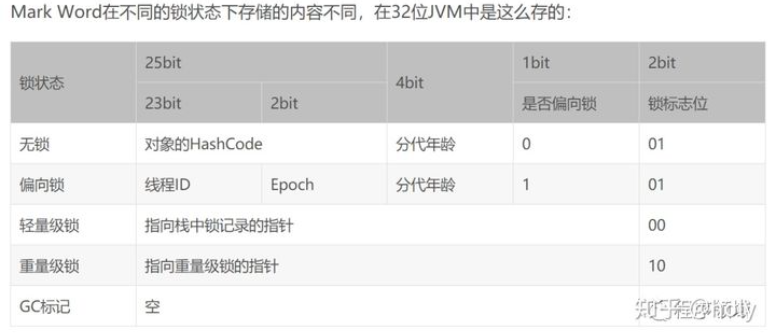 Mark Word在不同的锁状态下存储的内容不同，在32位JVM中是这么存的：
锁状态 25bit 4bit 1bit 2bit
23bit 2bit 是否偏向锁 锁标志位
无锁 对象的HashCode 分代年龄 0 01
偏向锁 线程ID Epoch 分代年龄 1 01
轻量级锁 指向栈中锁记录的指针 00
重量级锁 指向重量级锁的指针 10
GC标记 空